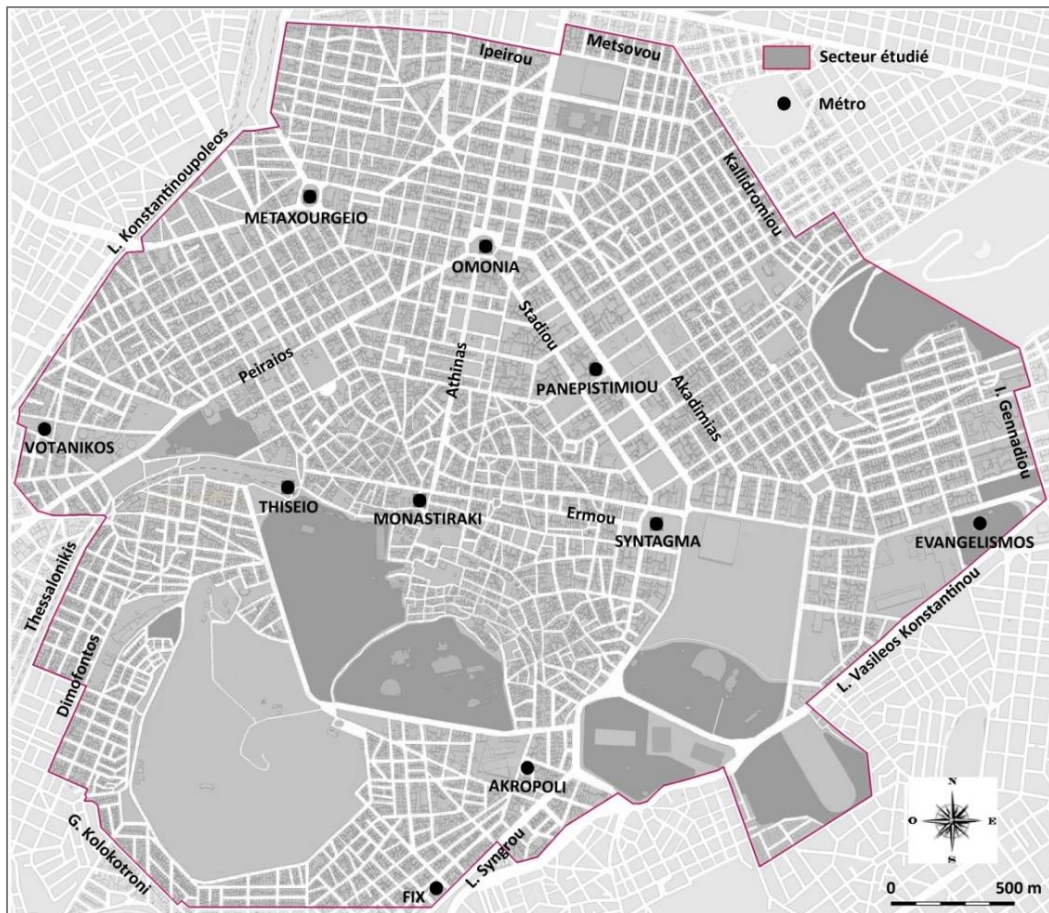 Ipeirou
Metsovou
Secteur étudié
Métro
L. Konstantinoupoleos
Kallidromiou
METAXOURGEIO
OMONIA
Stadiou
Peiraios
Athinas
PANEPISTIMIOU
Akadimias
I. Gennadiou
VOTANIKOS
THISEIO
MONASTIRAKI
Ermou
SYNTAGMA
EVANGELISMOS
Thessalonikis
Dimofontos
L. Vasileos Konstantinou
AKROPOLI
G. Kolokotroni
L. Syngrou
FIX
N
O
E
S
0 500 m